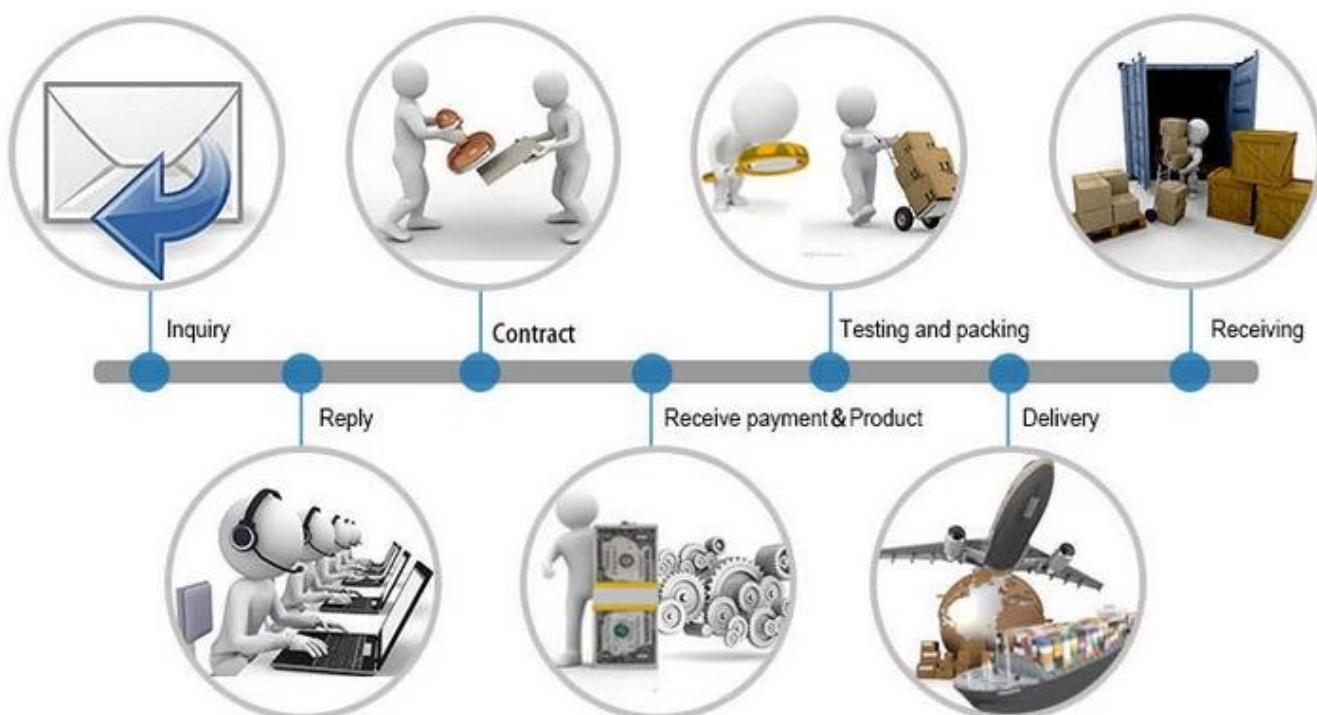 Inquiry
Reply
Contract
Receive payment & Product
Testing and packing
Delivery
Receiving